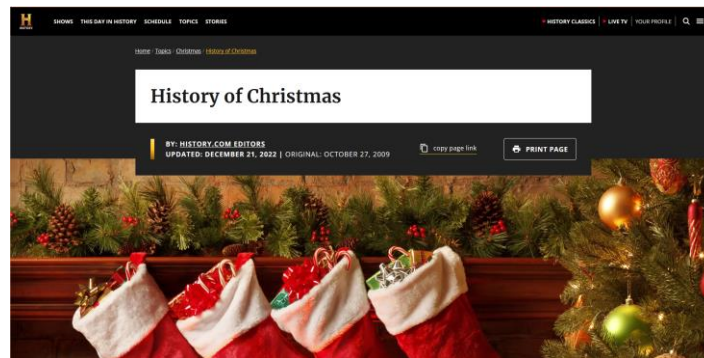 H
HISTORY
SHOWS THIS DAY IN HISTORY SCHEDULE TOPICS STORIES
HISTORY CLASSICS LIVE TV YOUR PROFILE
Home / Topics / Christmas / History of Christmas
History of Christmas
BY: HISTORY.COM EDITORS
UPDATED: DECEMBER 21, 2022 | ORIGINAL: OCTOBER 27, 2009
copy page link
PRINT PAGE